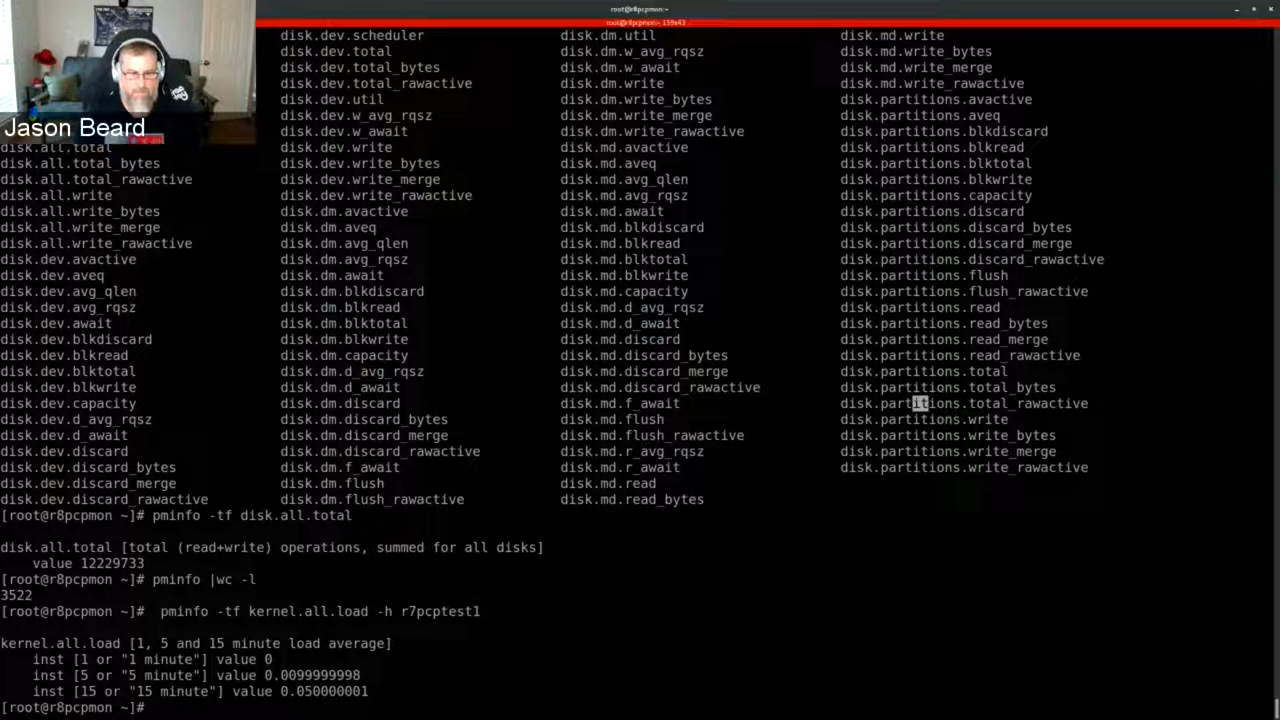 root@r8pcpmon:~
root@r8pcpmon:~ 159x43
disk.dev.scheduler disk.dm.util disk.md.write
disk.dev.total disk.dm.w_avg_rqsz disk.md.write_bytes
disk.dev.total_bytes disk.dm.w_await disk.md.write_merge
disk.dev.total_rawactive disk.dm.write disk.md.write_rawactive
disk.dev.util disk.dm.write_bytes disk.partitions.avactive
disk.dev.w_avg_rqsz disk.dm.write_merge disk.partitions.aveq
Jason Beard
disk.dev.w_await disk.dm.write_rawactive disk.partitions.blkdiscard
disk.all.total disk.dev.write disk.md.avactive disk.partitions.blkread
disk.all.total_bytes disk.dev.write_bytes disk.md.aveq disk.partitions.blktotal
disk.all.total_rawactive disk.dev.write_merge disk.md.avg_qlen disk.partitions.blkwrite
disk.all.write disk.dev.write_rawactive disk.md.avg_rqsz disk.partitions.capacity
disk.all.write_bytes disk.dm.avactive disk.md.await disk.partitions.discard
disk.all.write_merge disk.dm.aveq disk.md.blkdiscard disk.partitions.discard_bytes
disk.all.write_rawactive disk.dm.avg_qlen disk.md.blkread disk.partitions.discard_merge
disk.dev.avactive disk.dm.avg_rqsz disk.md.blktotal disk.partitions.discard_rawactive
disk.dev.aveq disk.dm.await disk.md.blkwrite disk.partitions.flush
disk.dev.avg_qlen disk.dm.blkdiscard disk.md.capacity disk.partitions.flush_rawactive
disk.dev.avg_rqsz disk.dm.blkread disk.md.d_avg_rqsz disk.partitions.read
disk.dev.await disk.dm.blktotal disk.md.d_await disk.partitions.read_bytes
disk.dev.blkdiscard disk.dm.blkwrite disk.md.discard disk.partitions.read_merge
disk.dev.blkread disk.dm.capacity disk.md.discard_bytes disk.partitions.read_rawactive
disk.dev.blktotal disk.dm.d_avg_rqsz disk.md.discard_merge disk.partitions.total
disk.dev.blkwrite disk.dm.d_await disk.md.discard_rawactive disk.partitions.total_bytes
disk.dev.capacity disk.dm.discard disk.md.f_await disk.partitions.total_rawactive
disk.dev.d_avg_rqsz disk.dm.discard_bytes disk.md.flush disk.partitions.write
disk.dev.d_await disk.dm.discard_merge disk.md.flush_rawactive disk.partitions.write_bytes
disk.dev.discard disk.dm.discard_rawactive disk.md.r_avg_rqsz disk.partitions.write_merge
disk.dev.discard_bytes disk.dm.f_await disk.md.r_await disk.partitions.write_rawactive
disk.dev.discard_merge disk.dm.flush disk.md.read
disk.dev.discard_rawactive disk.dm.flush_rawactive disk.md.read_bytes
[root@r8pcpmon ~]# pminfo -tf disk.all.total
disk.all.total [total (read+write) operations, summed for all disks]
value 12229733
[root@r8pcpmon ~]# pminfo |wc -l
3522
[root@r8pcpmon ~]#  pminfo -tf kernel.all.load -h r7pcptest1
kernel.all.load [1, 5 and 15 minute load average]
inst [1 or "1 minute"] value 0
inst [5 or "5 minute"] value 0.0099999998
inst [15 or "15 minute"] value 0.050000001
[root@r8pcpmon ~]#